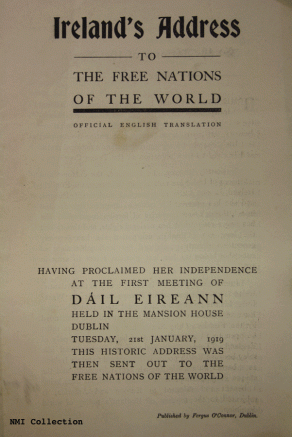 Ireland's Address
TO
THE FREE NATIONS
OF THE WORLD
OFFICIAL ENGLISH TRANSLATION
HAVING PROCLAIMED HER INDEPENDENCE
AT THE FIRST MEETING OF
DÁIL EIREANN
HELD IN THE MANSION HOUSE
DUBLIN
TUESDAY, 21st JANUARY, 1919
THIS HISTORIC ADDRESS WAS
THEN SENT OUT TO THE
FREE NATIONS OF THE WORLD
Published by Fergus O'Connor, Dublin.
NMI Collection